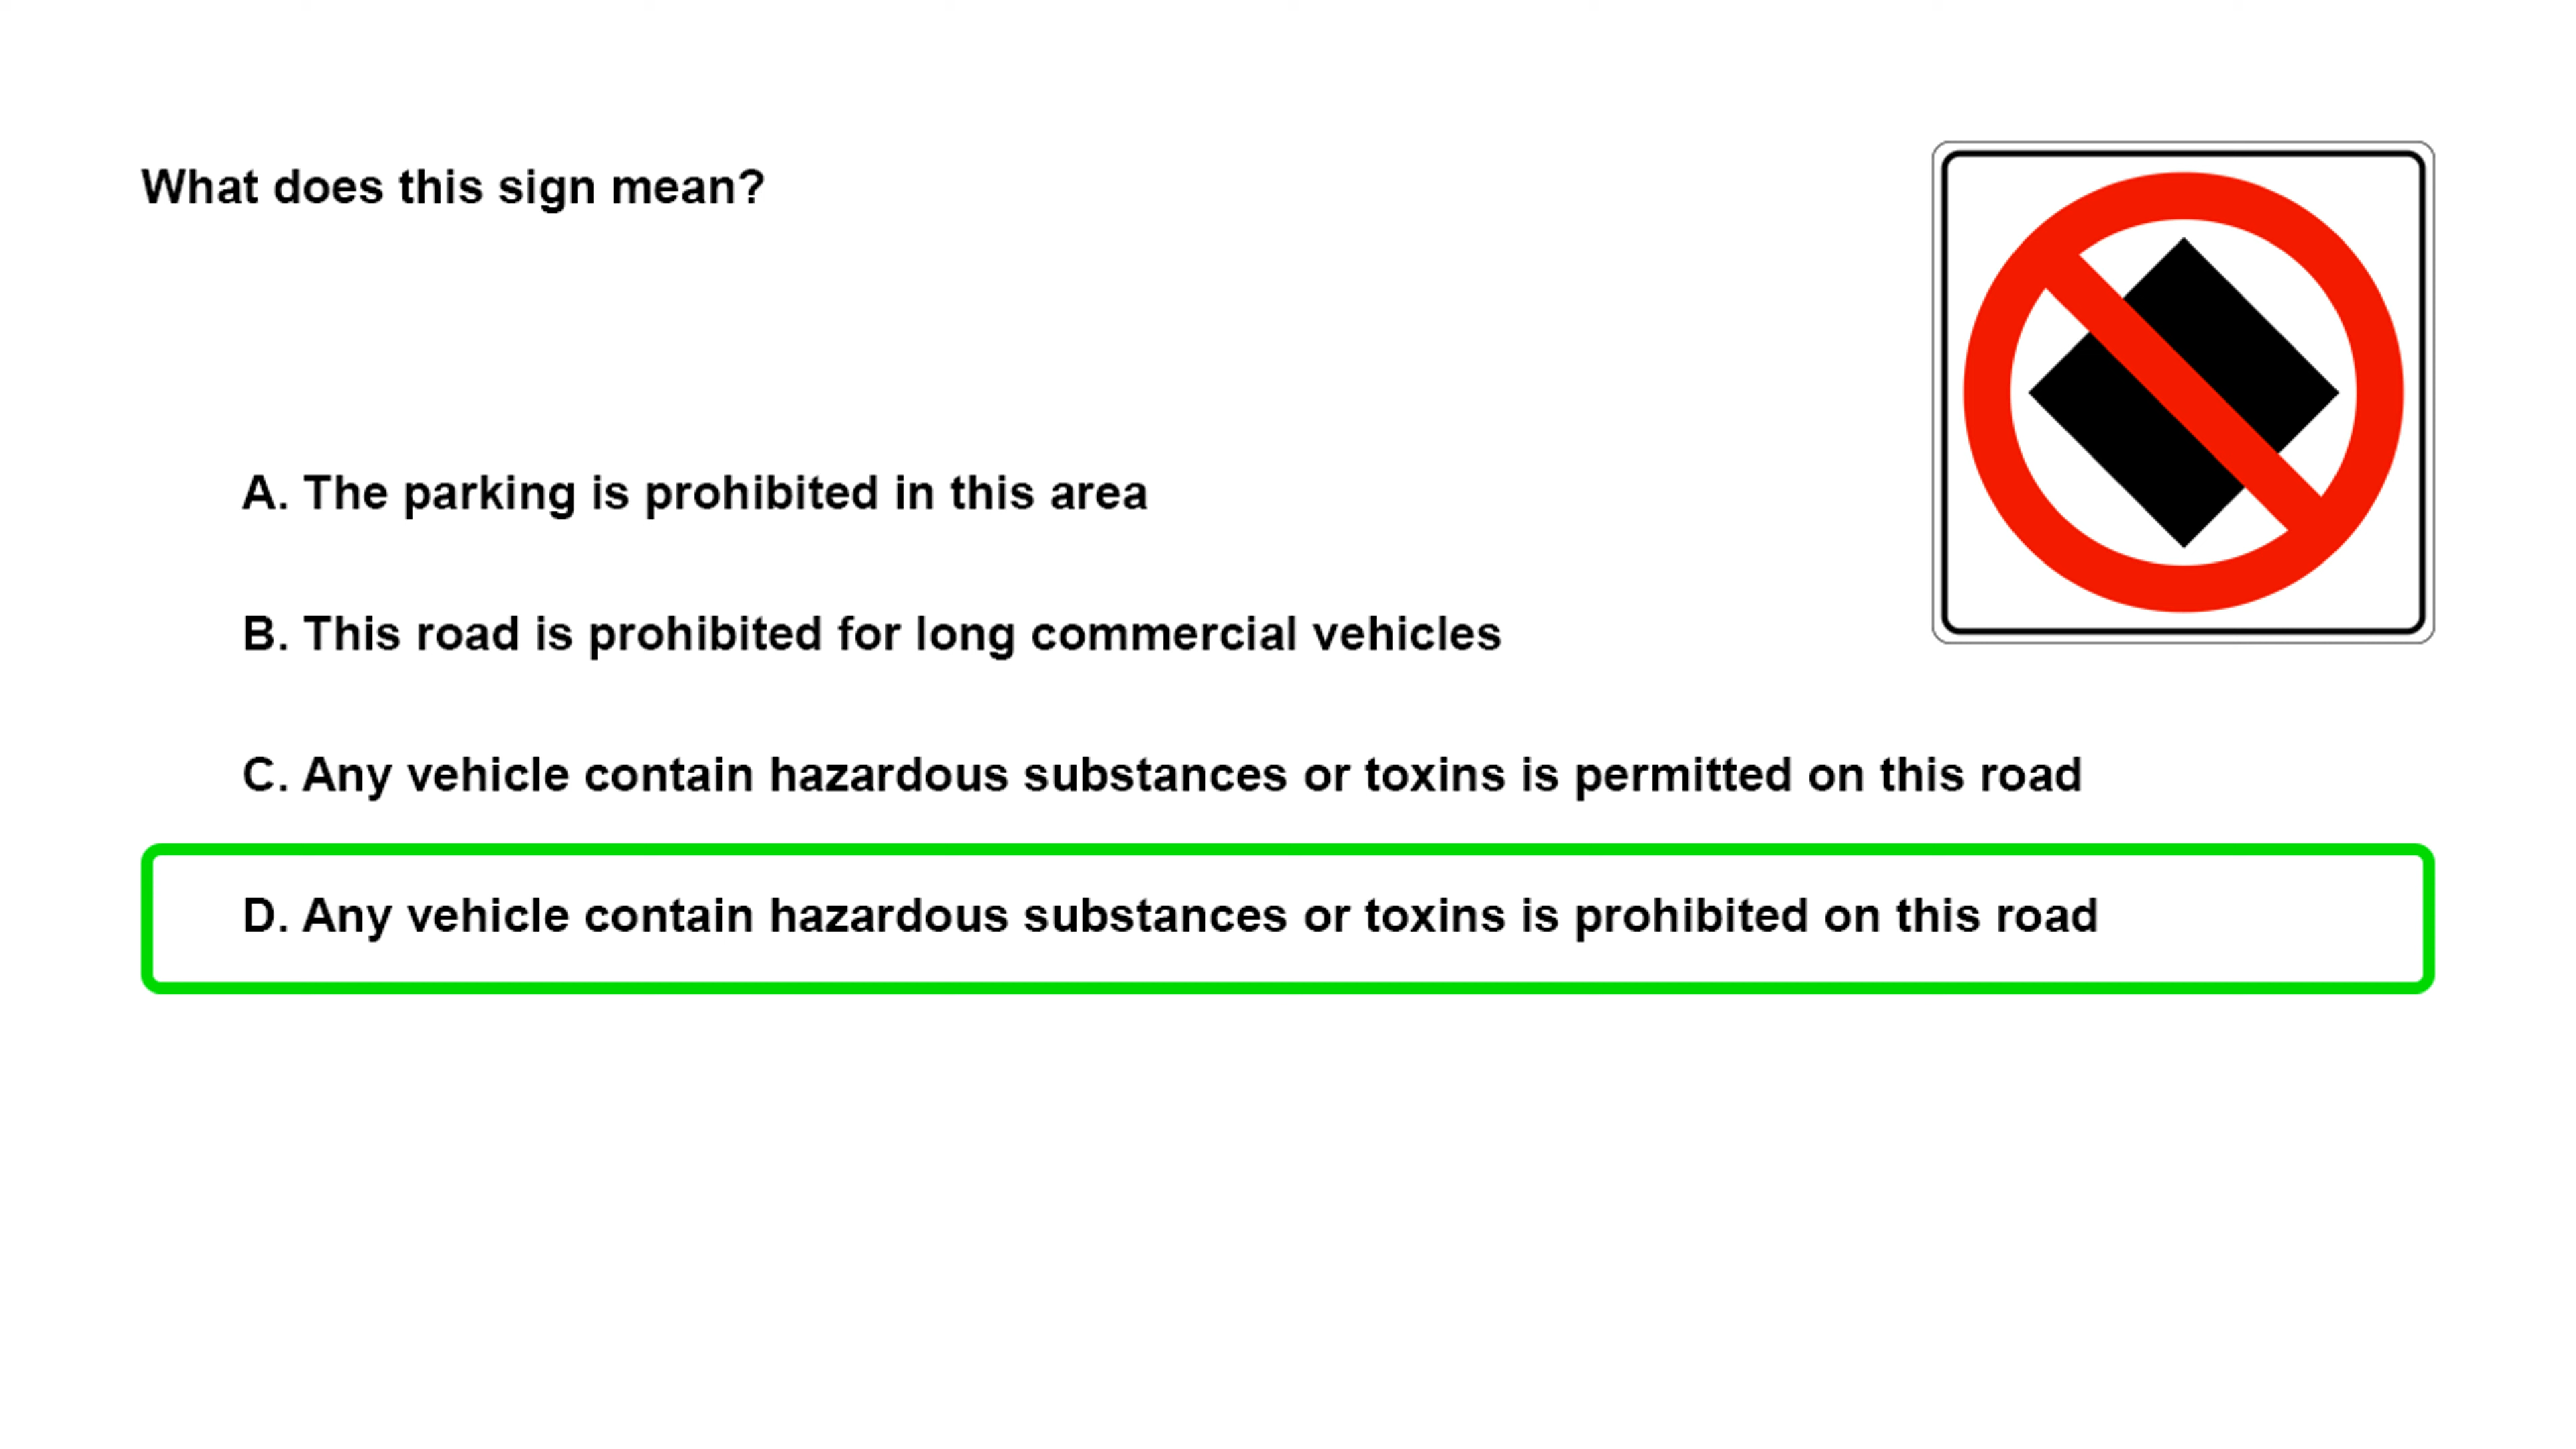 What does this sign mean?
A. The parking is prohibited in this area
B. This road is prohibited for long commercial vehicles
C. Any vehicle contain hazardous substances or toxins is permitted on this road
D. Any vehicle contain hazardous substances or toxins is prohibited on this road